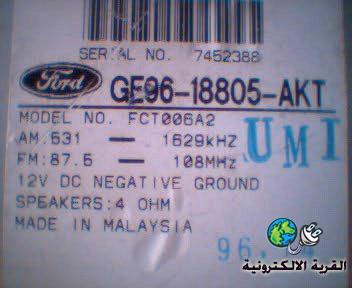 SERIAL NO. 7452388
Ford GE96-18805-AKT
MODEL NO. FCT006A2
AM:531 — 1629kHz
FM:87.5 — 108MHz
UMI
12V DC NEGATIVE GROUND
SPEAKERS:4 OHM
MADE IN MALAYSIA
96.
القرية الالكترونية